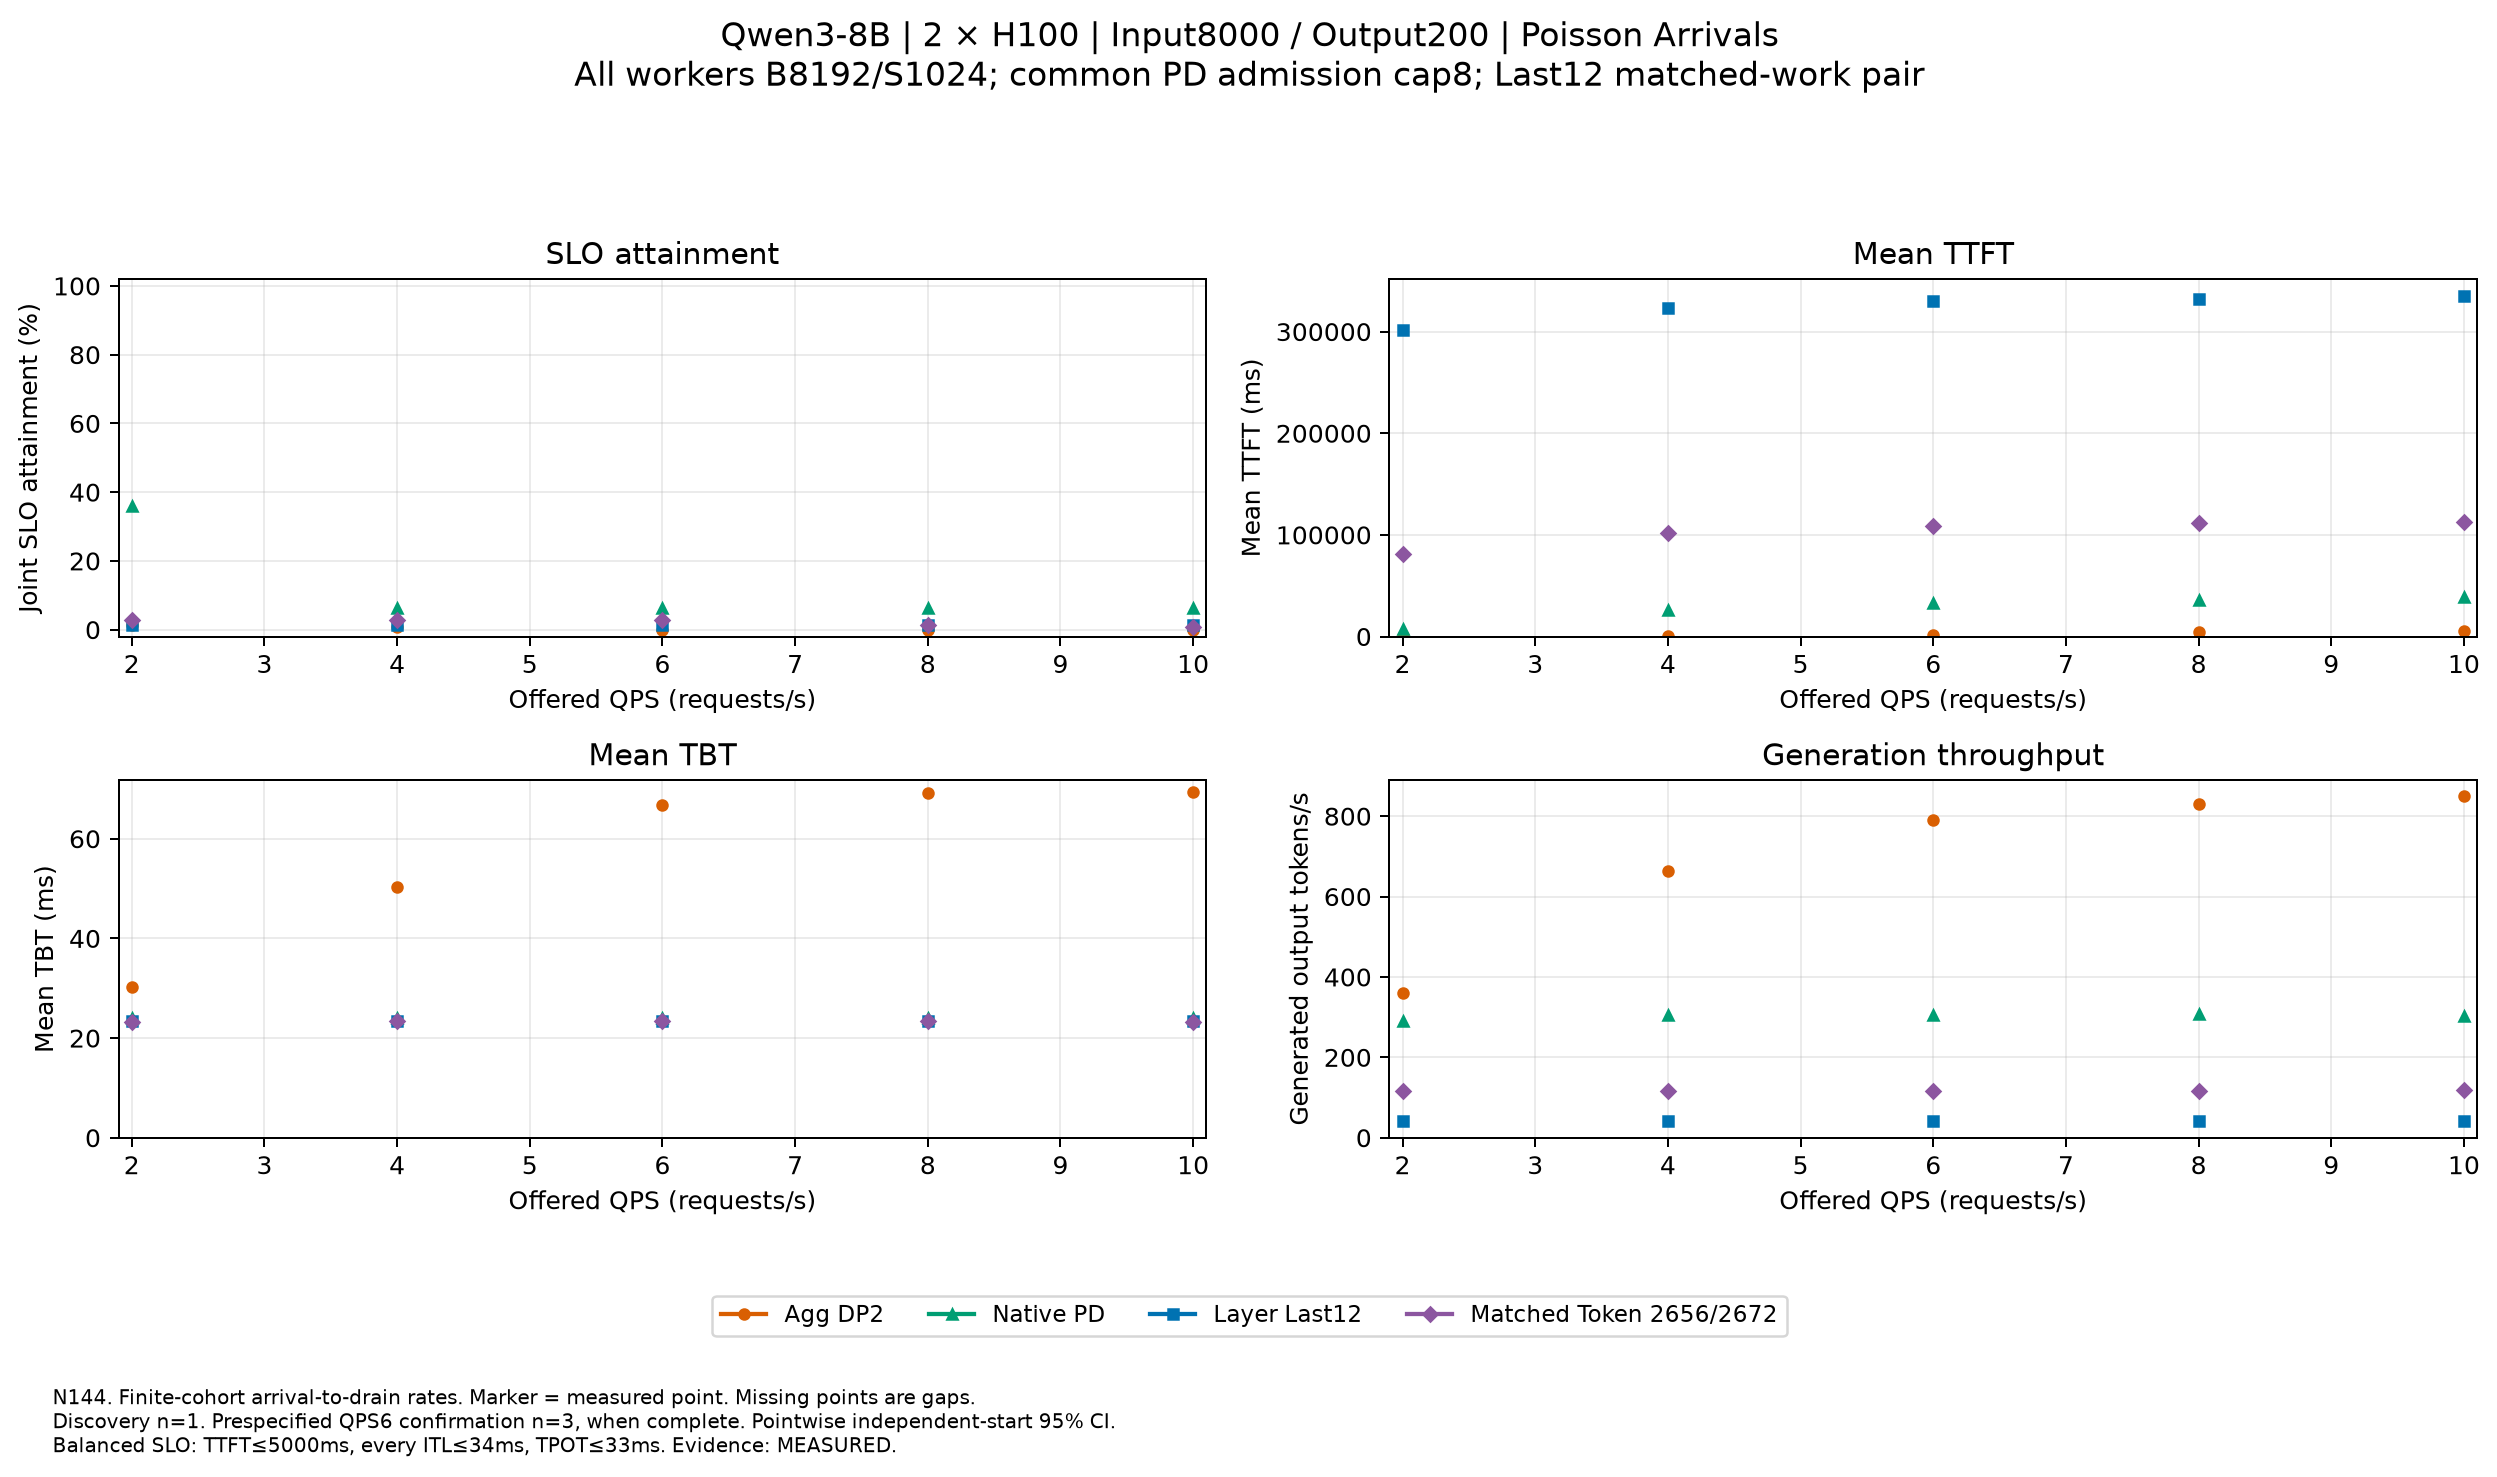 Qwen3-8B | 2 × H100 | Input8000 / Output200 | Poisson Arrivals
All workers B8192/S1024; common PD admission cap8; Last12 matched-work pair
SLO attainment
Joint SLO attainment (%)
100
80
60
40
20
0
2 3 4 5 6 7 8 9 10
Offered QPS (requests/s)
Mean TTFT
Mean TTFT (ms)
300000
200000
100000
0
2 3 4 5 6 7 8 9 10
Offered QPS (requests/s)
Mean TBT
Mean TBT (ms)
60
40
20
0
2 3 4 5 6 7 8 9 10
Offered QPS (requests/s)
Generation throughput
Generated output tokens/s
800
600
400
200
0
2 3 4 5 6 7 8 9 10
Offered QPS (requests/s)
Agg DP2 Native PD Layer Last12 Matched Token 2656/2672
N144. Finite-cohort arrival-to-drain rates. Marker = measured point. Missing points are gaps.
Discovery n=1. Prespecified QPS6 confirmation n=3, when complete. Pointwise independent-start 95% CI.
Balanced SLO: TTFT≤5000ms, every ITL≤34ms, TPOT≤33ms. Evidence: MEASURED.